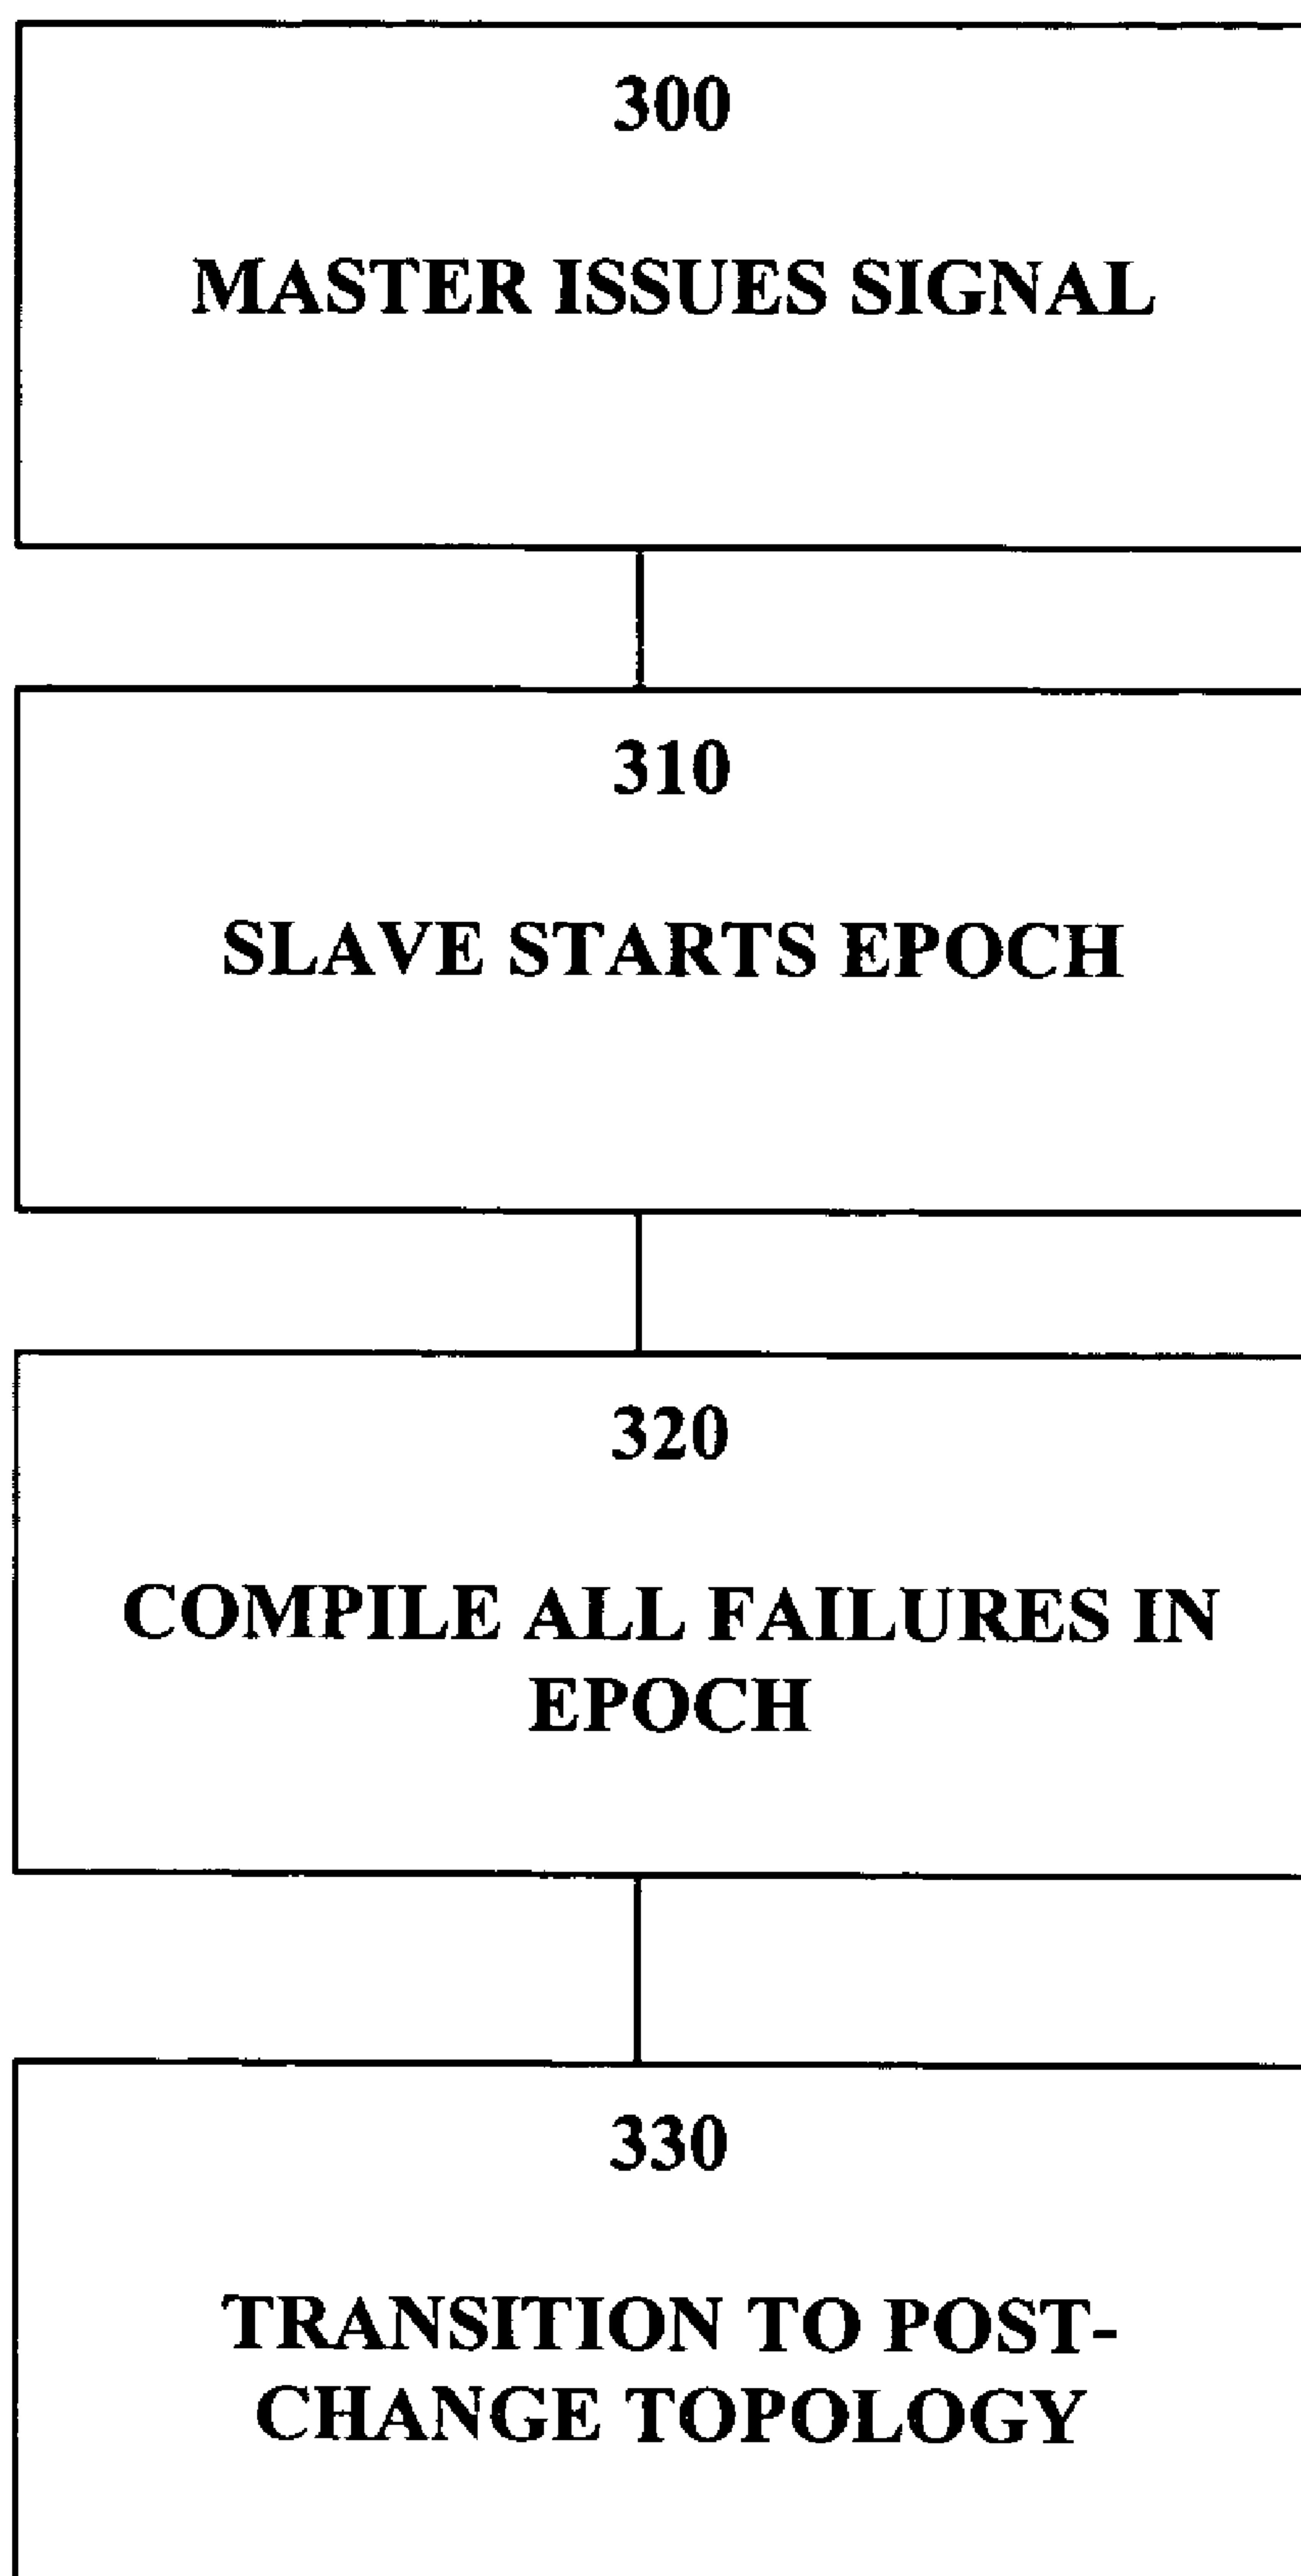 300
MASTER ISSUES SIGNAL
310
SLAVE STARTS EPOCH
320
COMPILE ALL FAILURES IN
EPOCH
330
TRANSITION TO POST-
CHANGE TOPOLOGY